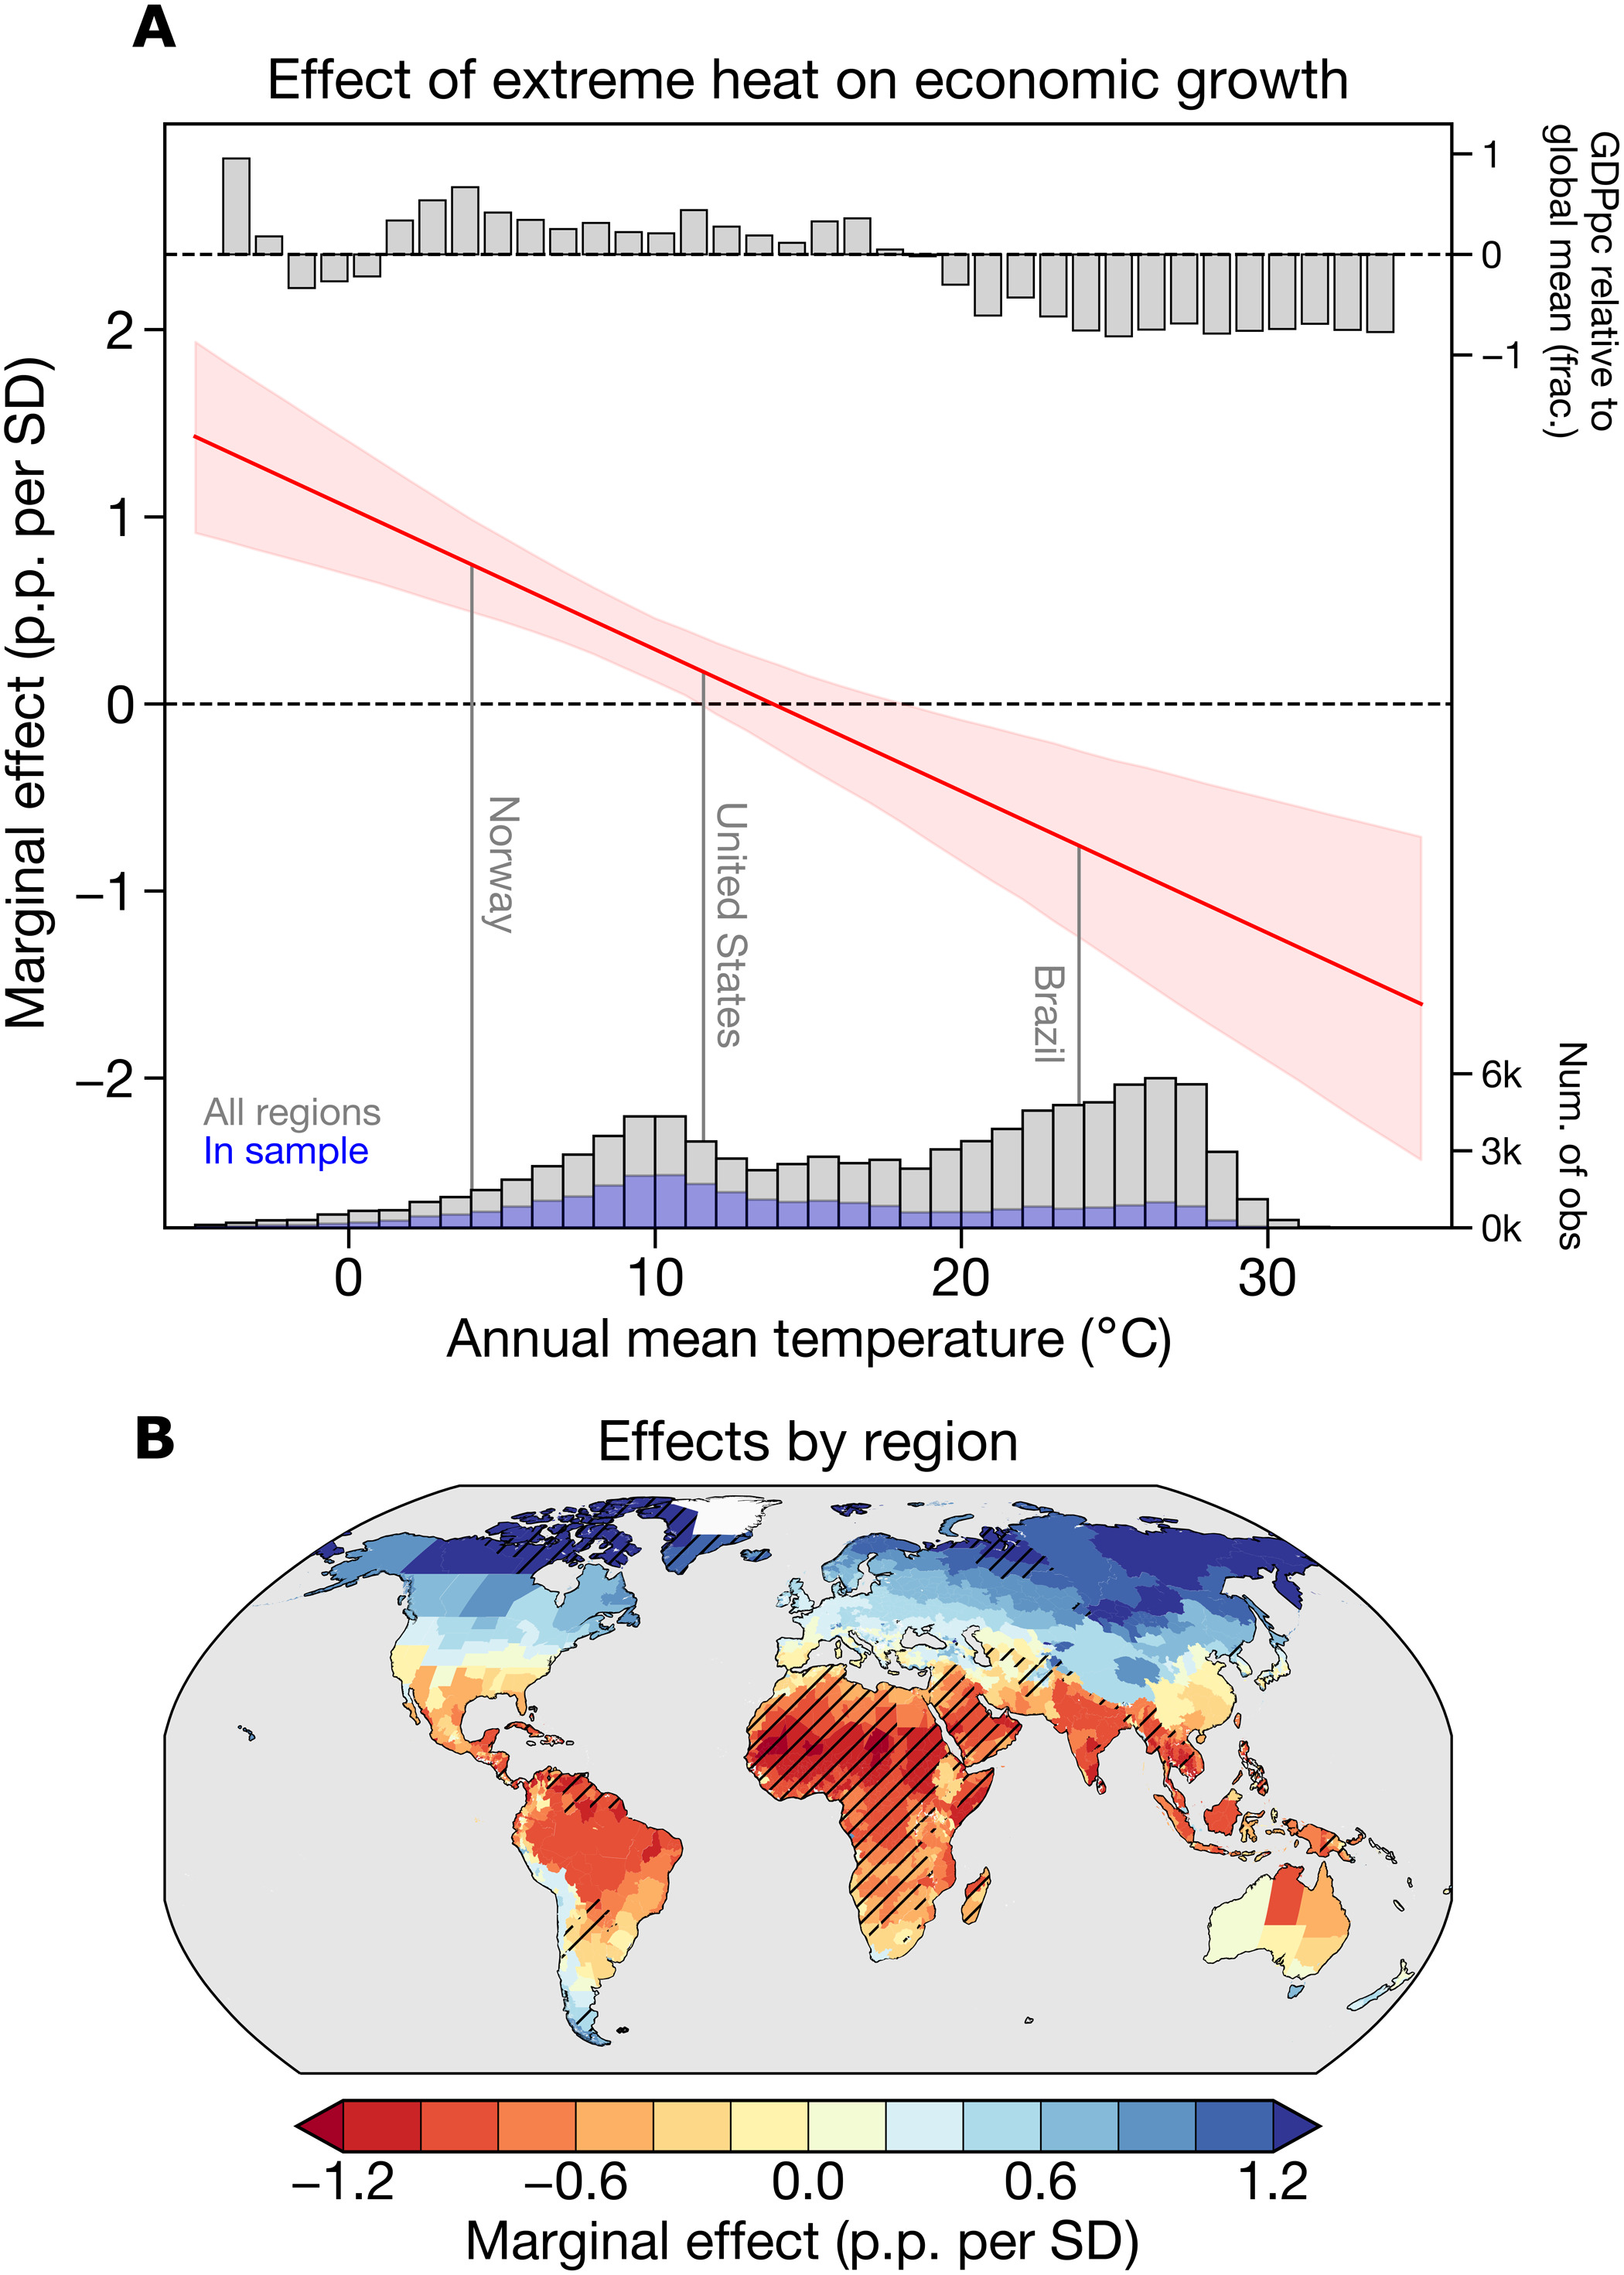 A
Effect of extreme heat on economic growth
1
0
−1
GDPpc relative to
global mean (frac.)
2
1
0
−1
−2
Marginal effect (p.p. per SD)
Norway
United States
Brazil
All regions
In sample
6k
3k
0k
Num. of obs
0
10
20
30
Annual mean temperature (°C)
B
Effects by region
−1.2
−0.6
0.0
0.6
1.2
Marginal effect (p.p. per SD)